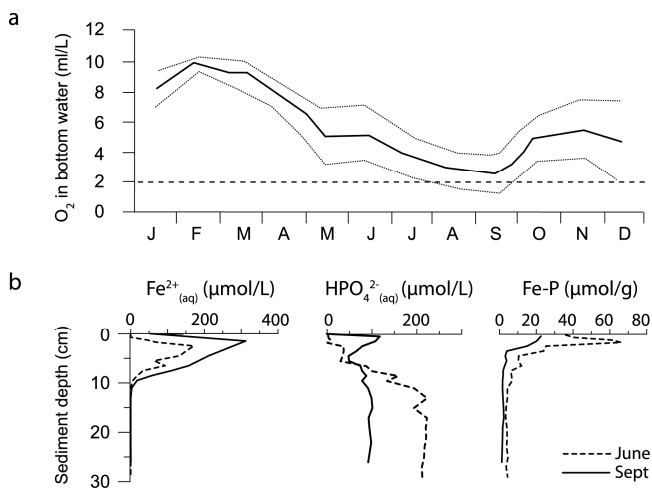 a
O₂ in bottom water (ml/L)
12
10
8
6
4
2
0
J F M A M J J A S O N D
b
Fe²⁺(aq) (µmol/L)
HPO₄²⁻(aq) (µmol/L)
Fe-P (µmol/g)
0 200 400
0 200
0 20 40 60 80
Sediment depth (cm)
0
10
20
30
June
Sept